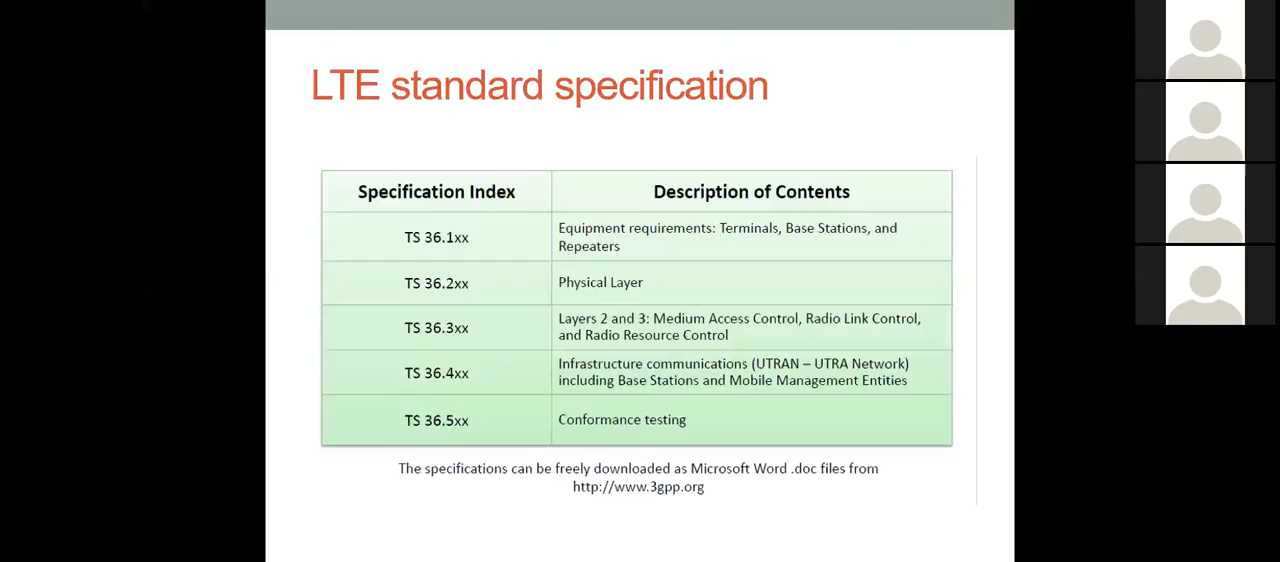 LTE standard specification
Specification Index
Description of Contents
TS 36.1xx
Equipment requirements: Terminals, Base Stations, and
Repeaters
TS 36.2xx
Physical Layer
TS 36.3xx
Layers 2 and 3: Medium Access Control, Radio Link Control,
and Radio Resource Control
TS 36.4xx
Infrastructure communications (UTRAN – UTRA Network)
including Base Stations and Mobile Management Entities
TS 36.5xx
Conformance testing
The specifications can be freely downloaded as Microsoft Word .doc files from
http://www.3gpp.org